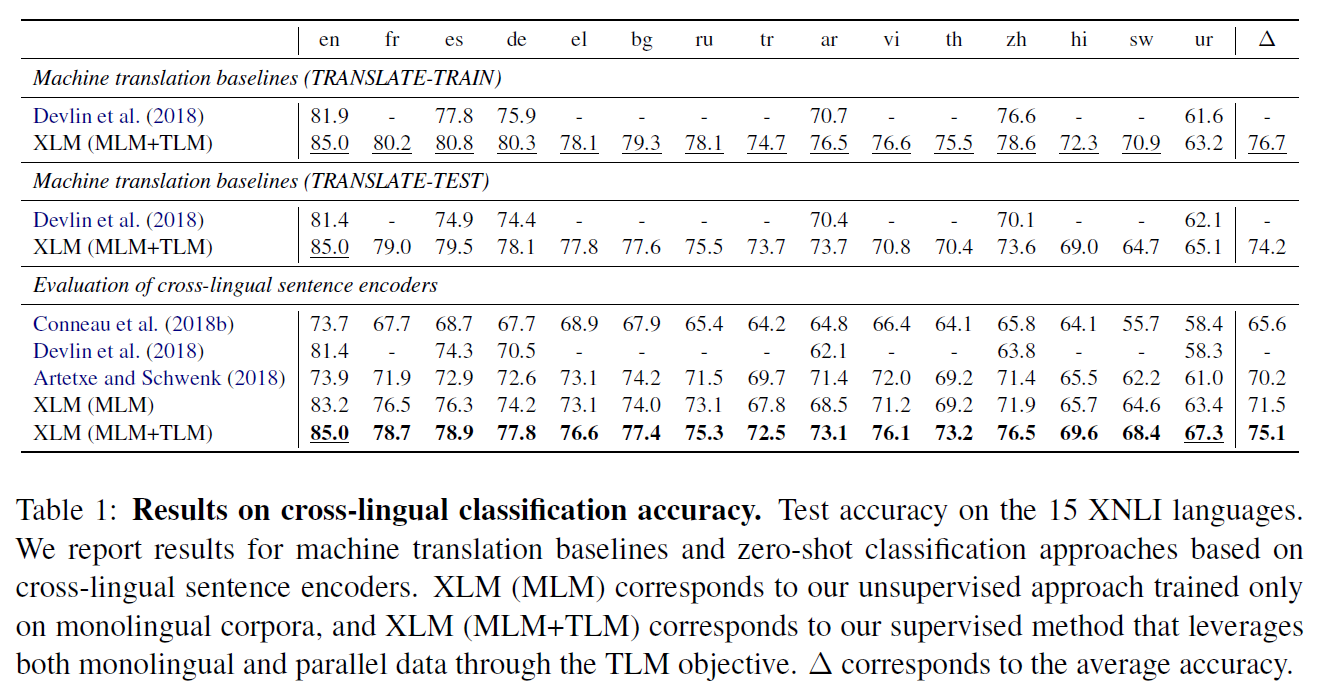 en fr es de el bg ru tr ar vi th zh hi sw ur Δ
Machine translation baselines (TRANSLATE-TRAIN)
Devlin et al. (2018) 81.9 - 77.8 75.9 - - - - 70.7 - - 76.6 - - 61.6 -
XLM (MLM+TLM) 85.0 80.2 80.8 80.3 78.1 79.3 78.1 74.7 76.5 76.6 75.5 78.6 72.3 70.9 63.2 76.7
Machine translation baselines (TRANSLATE-TEST)
Devlin et al. (2018) 81.4 - 74.9 74.4 - - - - 70.4 - - 70.1 - - 62.1 -
XLM (MLM+TLM) 85.0 79.0 79.5 78.1 77.8 77.6 75.5 73.7 73.7 70.8 70.4 73.6 69.0 64.7 65.1 74.2
Evaluation of cross-lingual sentence encoders
Conneau et al. (2018b) 73.7 67.7 68.7 67.7 68.9 67.9 65.4 64.2 64.8 66.4 64.1 65.8 64.1 55.7 58.4 65.6
Devlin et al. (2018) 81.4 - 74.3 70.5 - - - - 62.1 - - 63.8 - - 58.3 -
Artetxe and Schwenk (2018) 73.9 71.9 72.9 72.6 73.1 74.2 71.5 69.7 71.4 72.0 69.2 71.4 65.5 62.2 61.0 70.2
XLM (MLM) 83.2 76.5 76.3 74.2 73.1 74.0 73.1 67.8 68.5 71.2 69.2 71.9 65.7 64.6 63.4 71.5
XLM (MLM+TLM) 85.0 78.7 78.9 77.8 76.6 77.4 75.3 72.5 73.1 76.1 73.2 76.5 69.6 68.4 67.3 75.1
Table 1: Results on cross-lingual classification accuracy. Test accuracy on the 15 XNLI languages.
We report results for machine translation baselines and zero-shot classification approaches based on
cross-lingual sentence encoders. XLM (MLM) corresponds to our unsupervised approach trained only
on monolingual corpora, and XLM (MLM+TLM) corresponds to our supervised method that leverages
both monolingual and parallel data through the TLM objective. Δ corresponds to the average accuracy.